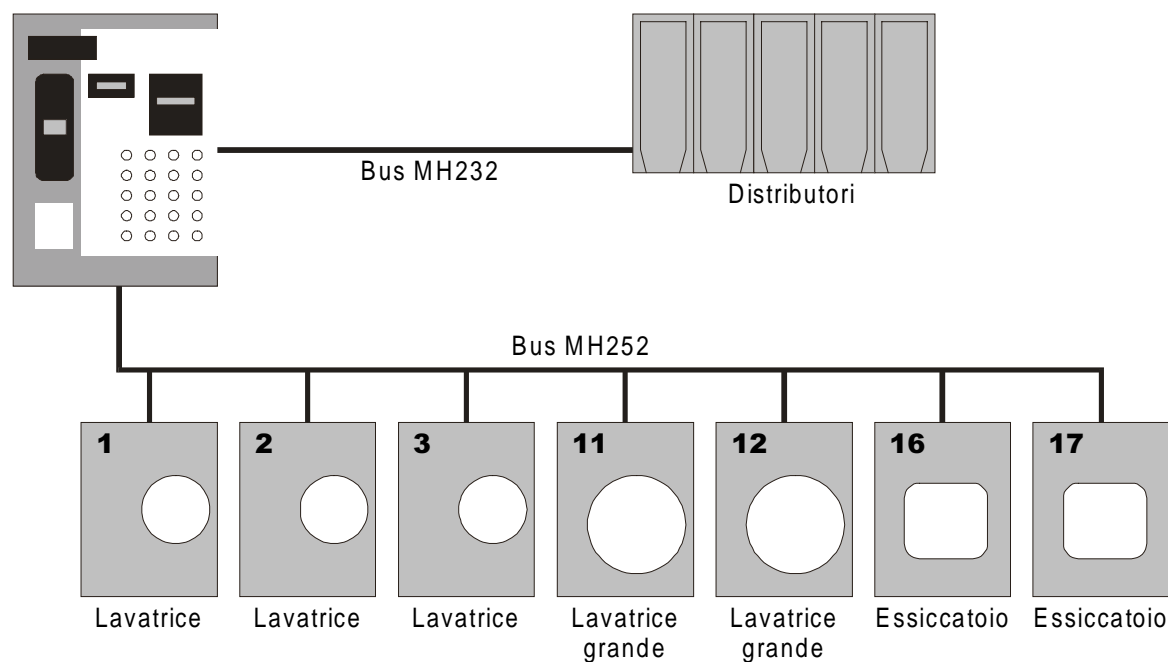 Bus MH232
Distributori
Bus MH252
1 2 3 11 12 16 17
Lavatrice Lavatrice Lavatrice Lavatrice grande Lavatrice grande Essiccatoio Essiccatoio